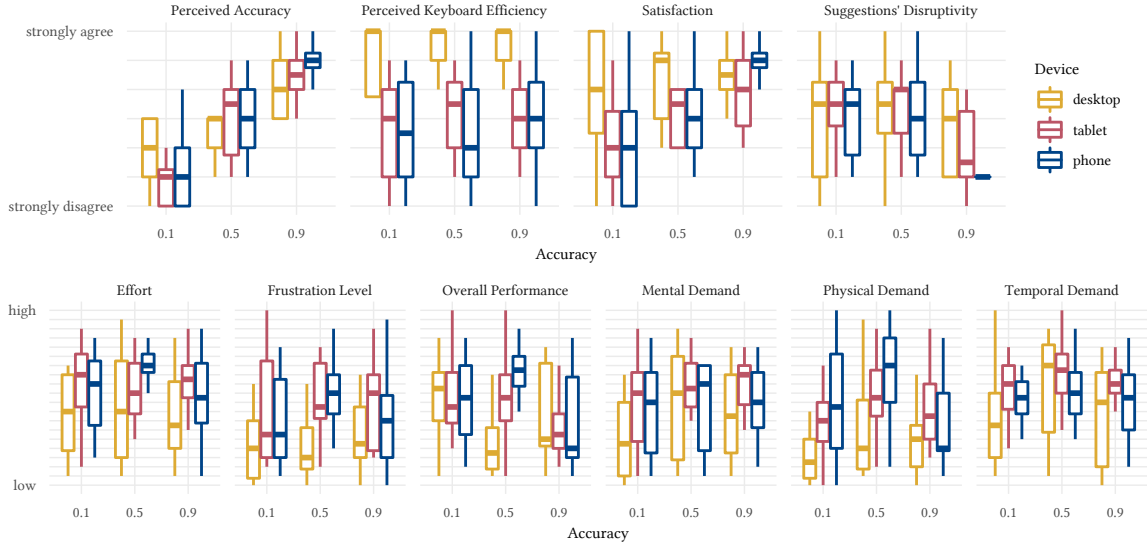 Perceived Accuracy
Perceived Keyboard Efficiency
Satisfaction
Suggestions' Disruptivity
strongly agree
strongly disagree
0.1 0.5 0.9
0.1 0.5 0.9
0.1 0.5 0.9
0.1 0.5 0.9
Accuracy
Device
desktop
tablet
phone
Effort
Frustration Level
Overall Performance
Mental Demand
Physical Demand
Temporal Demand
high
low
0.1 0.5 0.9
0.1 0.5 0.9
0.1 0.5 0.9
0.1 0.5 0.9
0.1 0.5 0.9
0.1 0.5 0.9
Accuracy